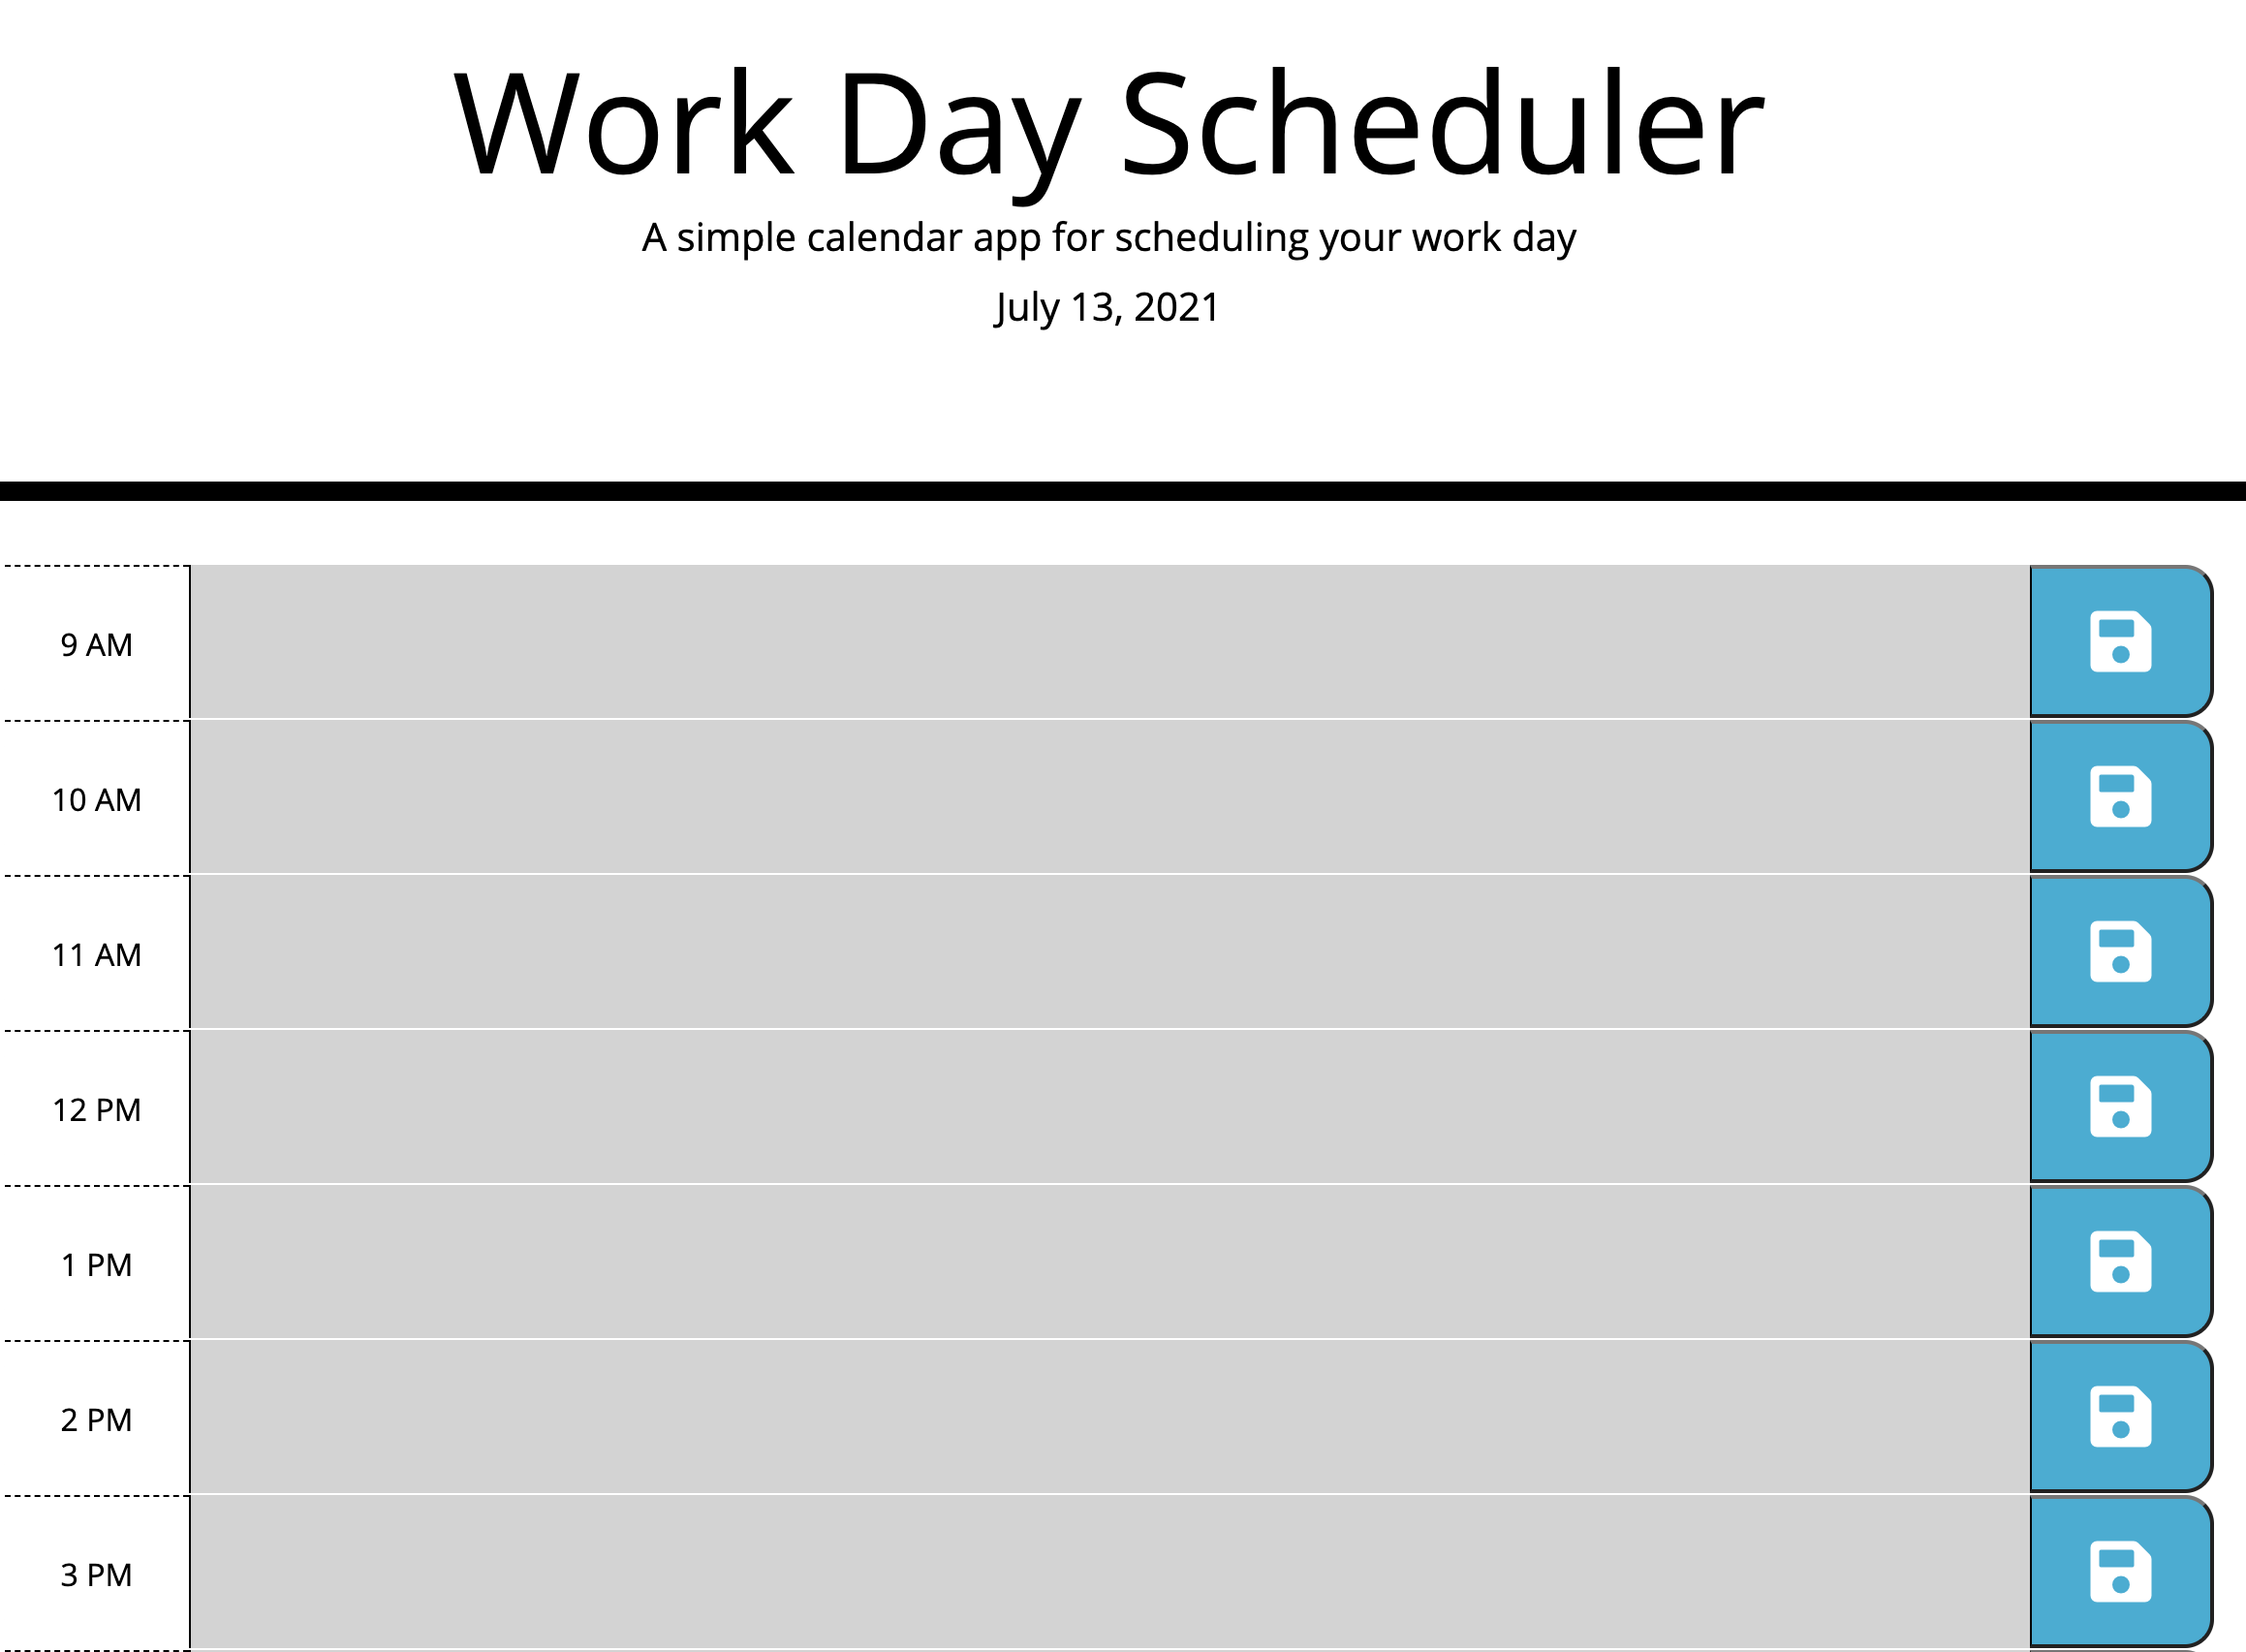 Work Day Scheduler
A simple calendar app for scheduling your work day
July 13, 2021
9 AM
10 AM
11 AM
12 PM
1 PM
2 PM
3 PM